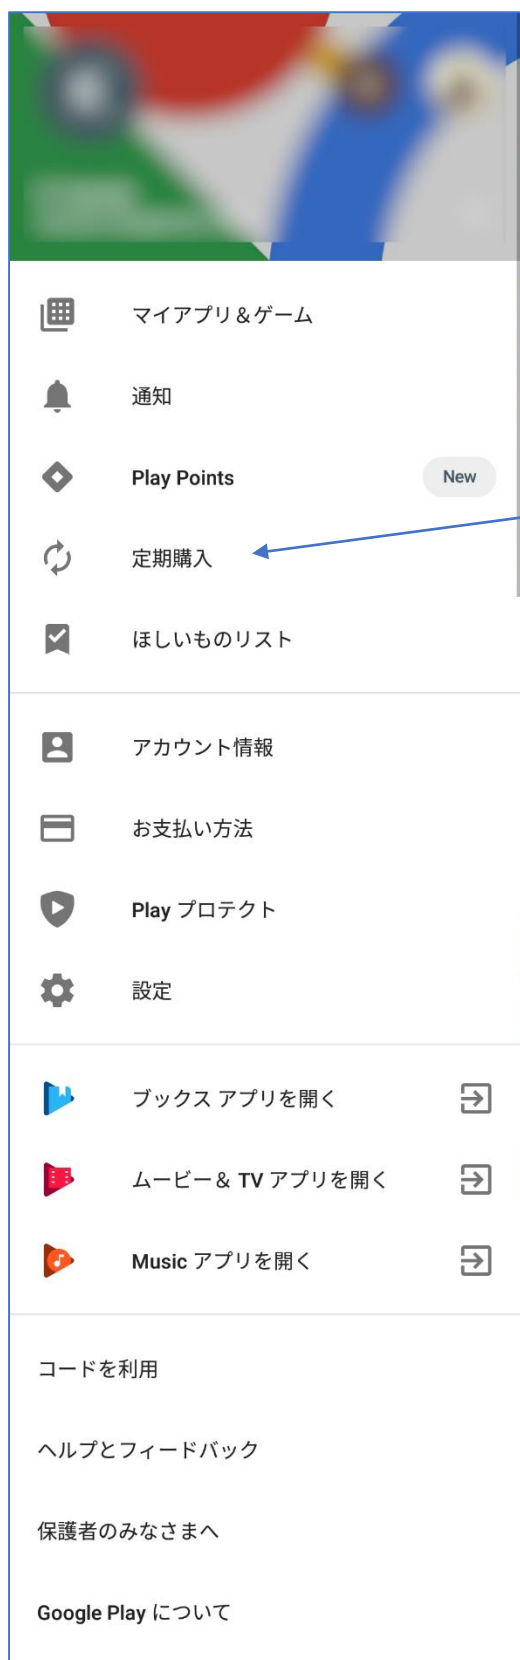 マイアプリ＆ゲーム
通知
Play Points New
定期購入
ほしいものリスト
アカウント情報
お支払い方法
Play プロテクト
設定
ブックス アプリを開く
ムービー＆ TV アプリを開く
Music アプリを開く
コードを利用
ヘルプとフィードバック
保護者のみなさまへ
Google Play について